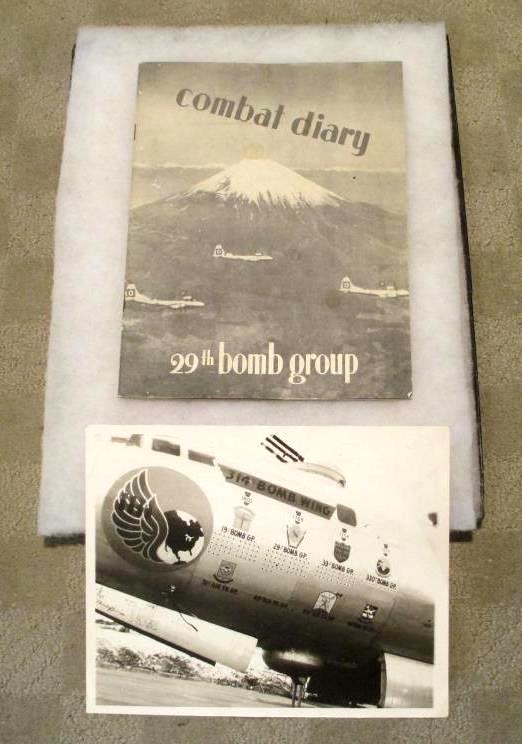 combat diary
29th bomb group
314th BOMB WING
19th BOMB GP.
29th BOMB GP.
39th BOMB GP.
330th BOMB GP.